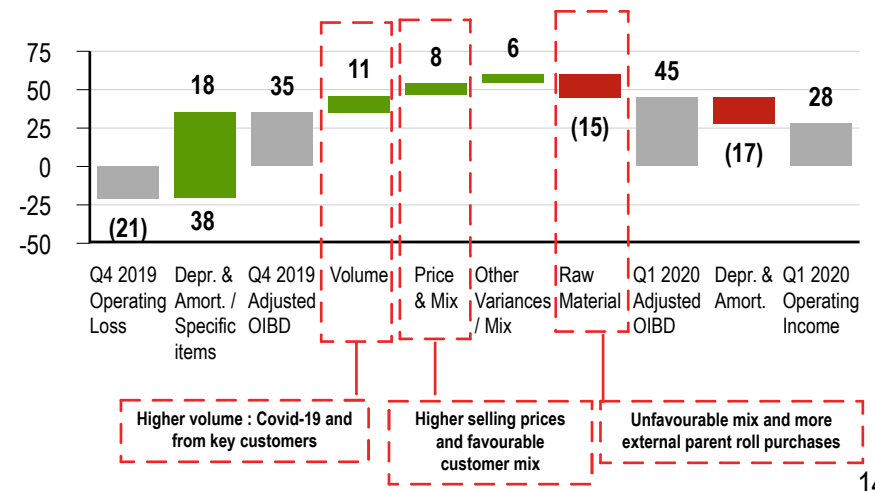 75
50
25
0
-25
-50
(21)
18
38
35
11
8
6
(15)
45
(17)
28
Q4 2019
Operating
Loss
Depr. &
Amort. /
Specific
items
Q4 2019
Adjusted
OIBD
Volume
Price
& Mix
Other
Variances
/ Mix
Raw
Material
Q1 2020
Adjusted
OIBD
Depr. &
Amort.
Q1 2020
Operating
Income
Higher volume : Covid-19 and
from key customers
Higher selling prices
and favourable
customer mix
Unfavourable mix and more
external parent roll purchases
14